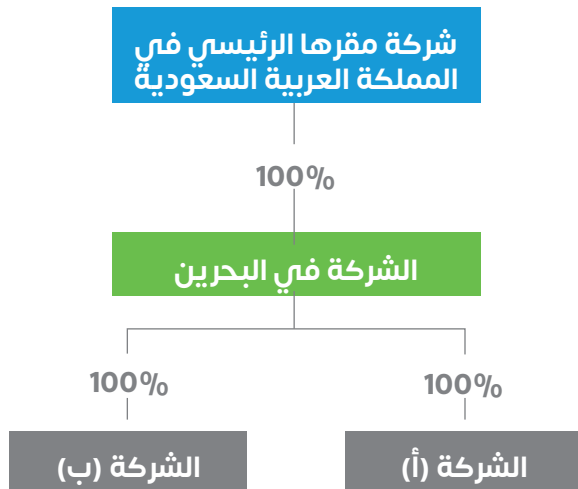 شركة مقرها الرئيسي في
المملكة العربية السعودية
100%
الشركة في البحرين
100%
100%
الشركة (أ)
الشركة (ب)